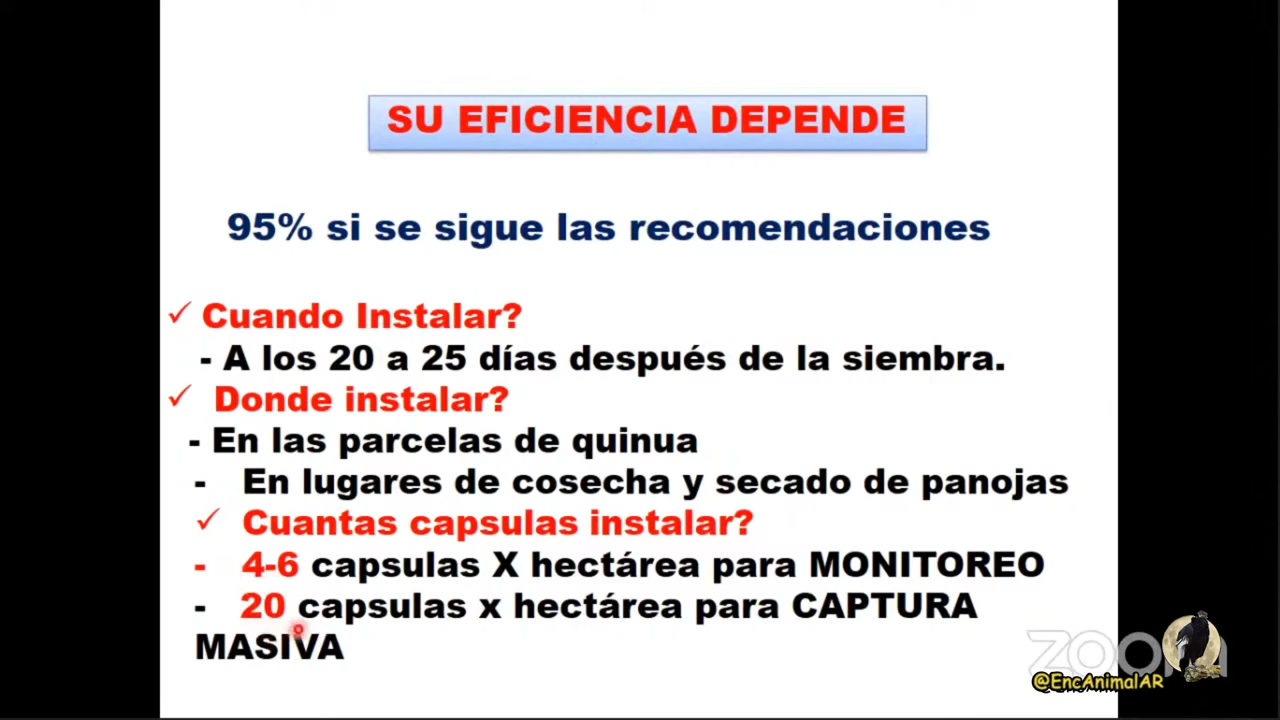 SU EFICIENCIA DEPENDE
95% si se sigue las recomendaciones
✓ Cuando Instalar?
- A los 20 a 25 días después de la siembra.
✓ Donde instalar?
- En las parcelas de quinua
- En lugares de cosecha y secado de panojas
✓ Cuantas capsulas instalar?
- 4-6 capsulas X hectárea para MONITOREO
- 20 capsulas x hectárea para CAPTURA
MASIVA
zoom
@EncAnimalAR